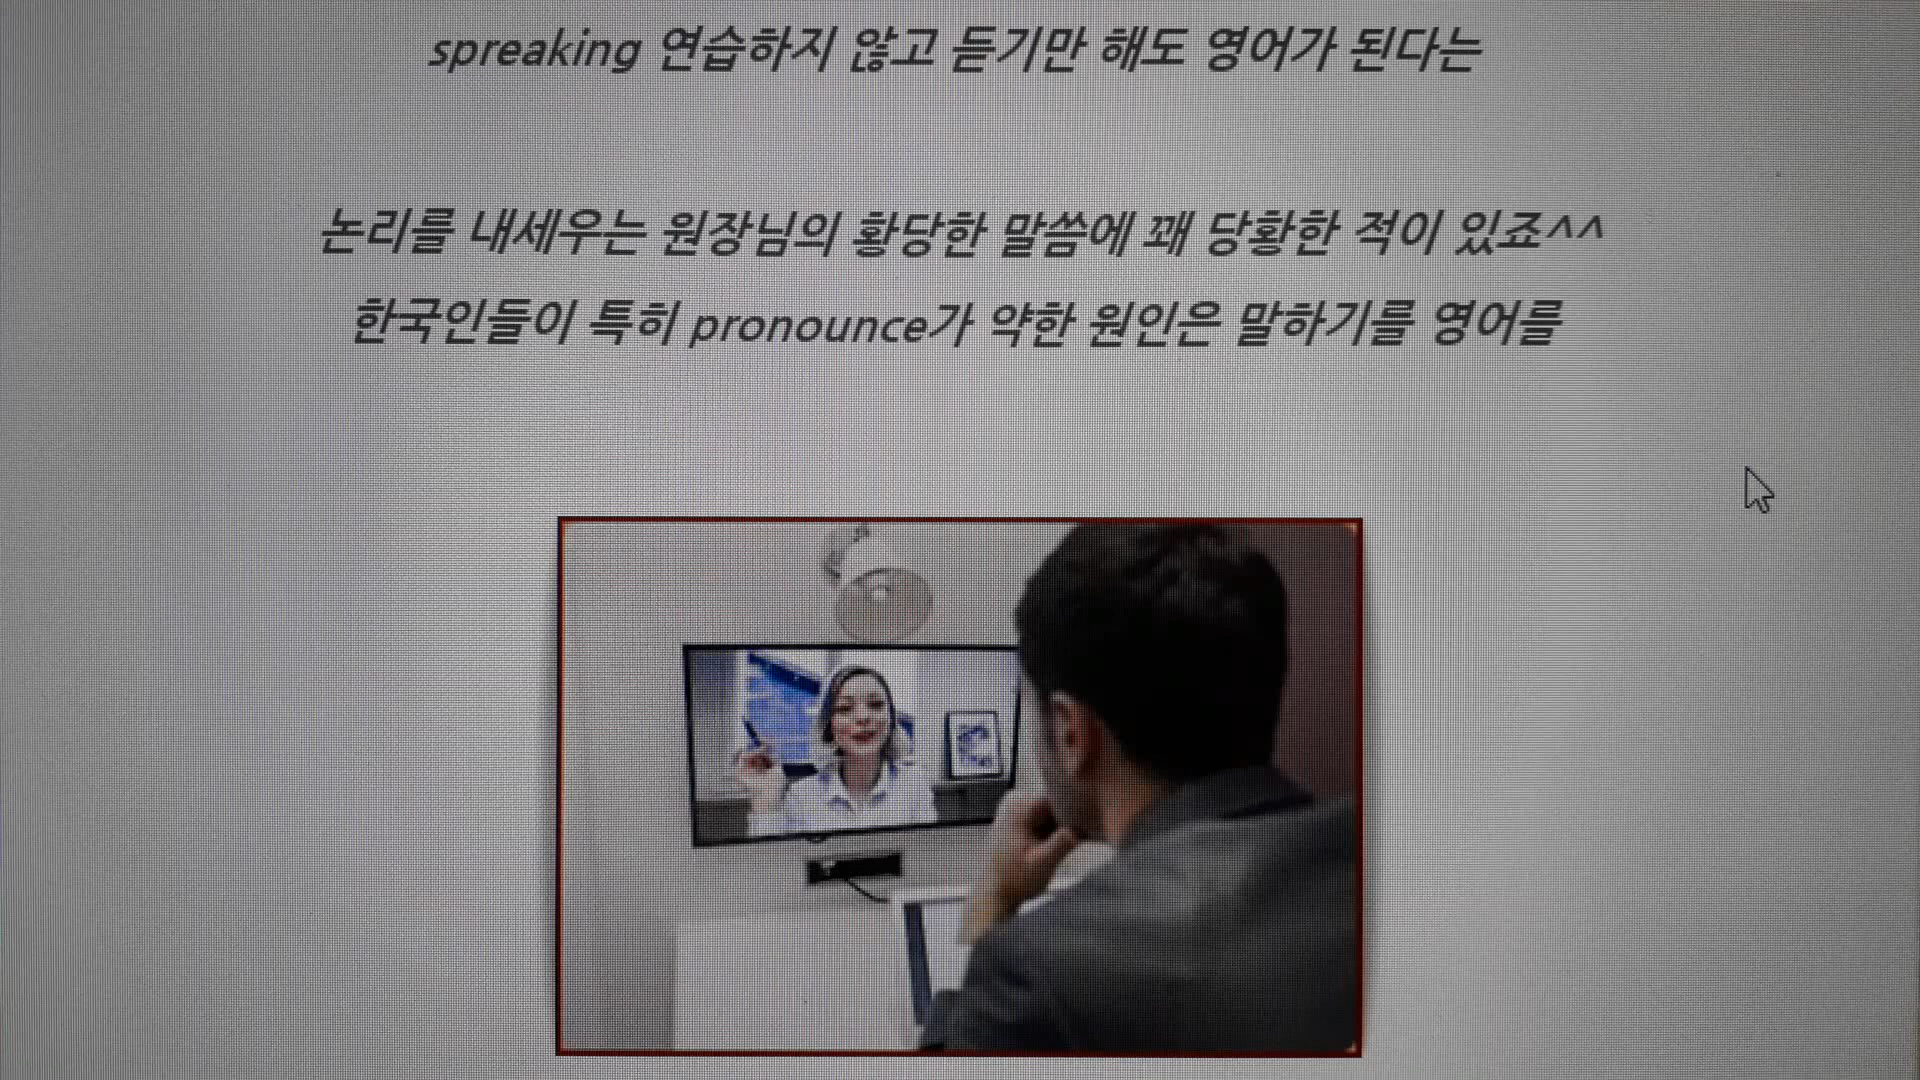 spreaking 연습하지 않고 듣기만 해도 영어가 된다는
논리를 내세우는 원장님의 황당한 말씀에 꽤 당황한 적이 있죠^^
한국인들이 특히 pronounce가 약한 원인은 말하기를 영어를